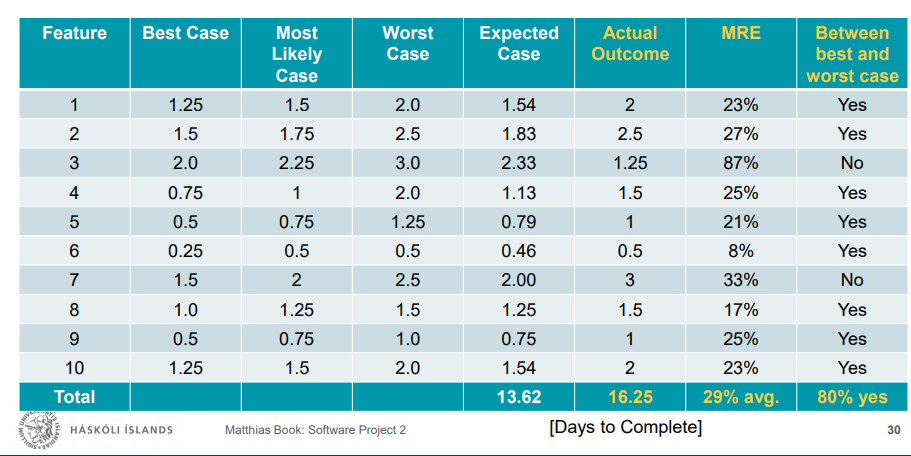 Feature Best Case Most Likely Case Worst Case Expected Case Actual Outcome MRE Between best and worst case
1 1.25 1.5 2.0 1.54 2 23% Yes
2 1.5 1.75 2.5 1.83 2.5 27% Yes
3 2.0 2.25 3.0 2.33 1.25 87% No
4 0.75 1 2.0 1.13 1.5 25% Yes
5 0.5 0.75 1.25 0.79 1 21% Yes
6 0.25 0.5 0.5 0.46 0.5 8% Yes
7 1.5 2 2.5 2.00 3 33% No
8 1.0 1.25 1.5 1.25 1.5 17% Yes
9 0.5 0.75 1.0 0.75 1 25% Yes
10 1.25 1.5 2.0 1.54 2 23% Yes
Total 13.62 16.25 29% avg. 80% yes
HÁSKÓLI ÍSLANDS Matthias Book: Software Project 2 [Days to Complete] 30